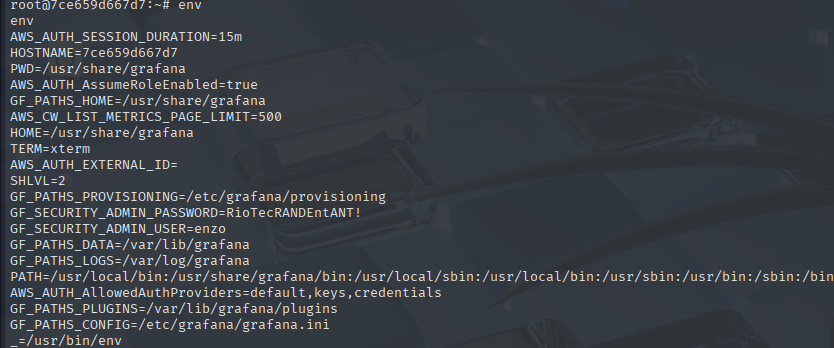 root@7ce659d667d7:~# env
env
AWS_AUTH_SESSION_DURATION=15m
HOSTNAME=7ce659d667d7
PWD=/usr/share/grafana
AWS_AUTH_AssumeRoleEnabled=true
GF_PATHS_HOME=/usr/share/grafana
AWS_CW_LIST_METRICS_PAGE_LIMIT=500
HOME=/usr/share/grafana
TERM=xterm
AWS_AUTH_EXTERNAL_ID=
SHLVL=2
GF_PATHS_PROVISIONING=/etc/grafana/provisioning
GF_SECURITY_ADMIN_PASSWORD=RioTecRANDEntANT!
GF_SECURITY_ADMIN_USER=enzo
GF_PATHS_DATA=/var/lib/grafana
GF_PATHS_LOGS=/var/log/grafana
PATH=/usr/local/bin:/usr/share/grafana/bin:/usr/local/sbin:/usr/local/bin:/usr/sbin:/usr/bin:/sbin:/bin
AWS_AUTH_AllowedAuthProviders=default,keys,credentials
GF_PATHS_PLUGINS=/var/lib/grafana/plugins
GF_PATHS_CONFIG=/etc/grafana/grafana.ini
_=/usr/bin/env